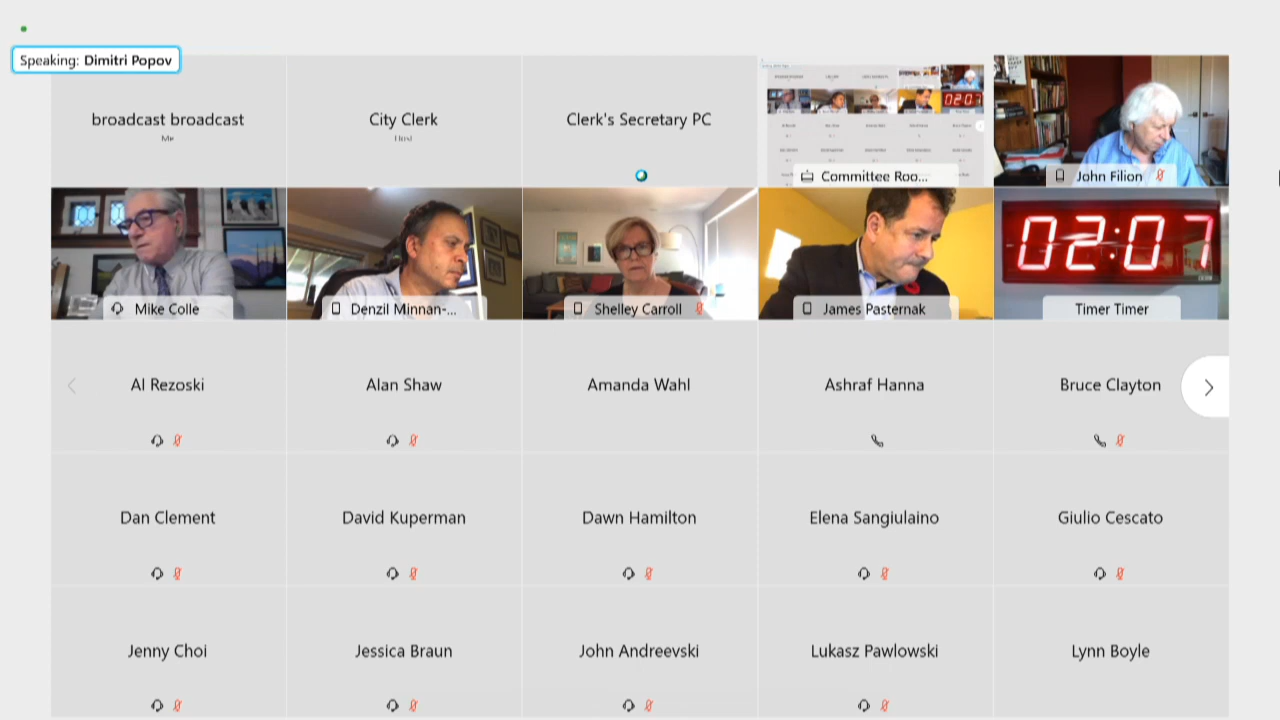 Speaking: Dimitri Popov
broadcast broadcast
Me
City Clerk
Host
Clerk's Secretary PC
Committee Roo...
John Filion
Mike Colle
Denzil Minnan-...
Shelley Carroll
James Pasternak
02:07
Timer Timer
Al Rezoski
Alan Shaw
Amanda Wahl
Ashraf Hanna
Bruce Clayton
Dan Clement
David Kuperman
Dawn Hamilton
Elena Sangiulaino
Giulio Cescato
Jenny Choi
Jessica Braun
John Andreevski
Lukasz Pawlowski
Lynn Boyle